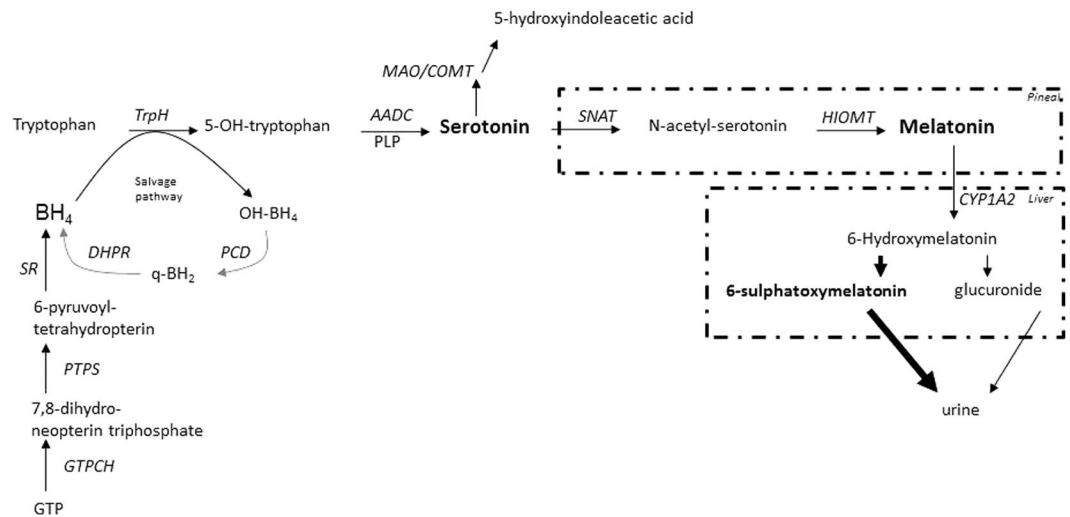 5-hydroxyindoleacetic acid
MAO/COMT
Pineal
Tryptophan
TrpH
5-OH-tryptophan
AADC
PLP
Serotonin
SNAT
N-acetyl-serotonin
HIOMT
Melatonin
Salvage
pathway
BH4
OH-BH4
CYP1A2
Liver
DHPR
PCD
q-BH2
SR
6-Hydroxymelatonin
6-sulphatoxymelatonin
glucuronide
6-pyruvoyl-
tetrahydropterin
PTPS
7,8-dihydro-
neopterin triphosphate
urine
GTPCH
GTP